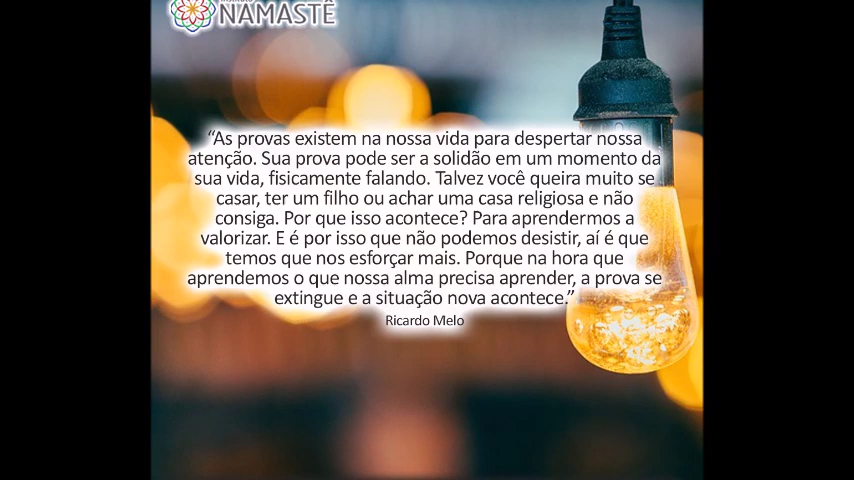 NAMASTÊ
“As provas existem na nossa vida para despertar nossa
atenção. Sua prova pode ser a solidão em um momento da
sua vida, fisicamente falando. Talvez você queira muito se
casar, ter um filho ou achar uma casa religiosa e não
consiga. Por que isso acontece? Para aprendermos a
valorizar. E é por isso que não podemos desistir, aí é que
temos que nos esforçar mais. Porque na hora que
aprendemos o que nossa alma precisa aprender, a prova se
extingue e a situação nova acontece.”
Ricardo Melo